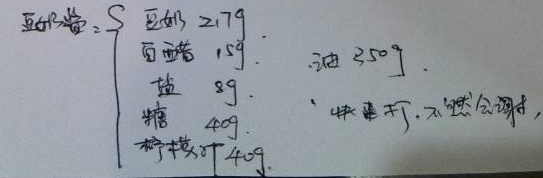 豆奶酱 =
豆奶 217g.
白醋 15g.
盐 8g.
糖 40g.
柠檬汁 40g.
油 350g.
快速打.不然会调